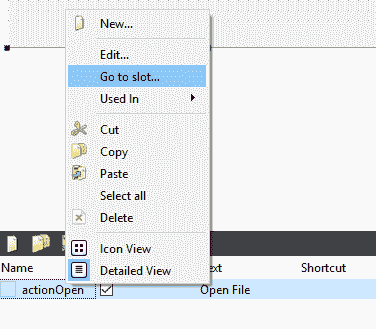 New...
Edit...
Go to slot...
Used In
Cut
Copy
Paste
Select all
Delete
Icon View
Detailed View
Name Shortcut
actionOpen Open File